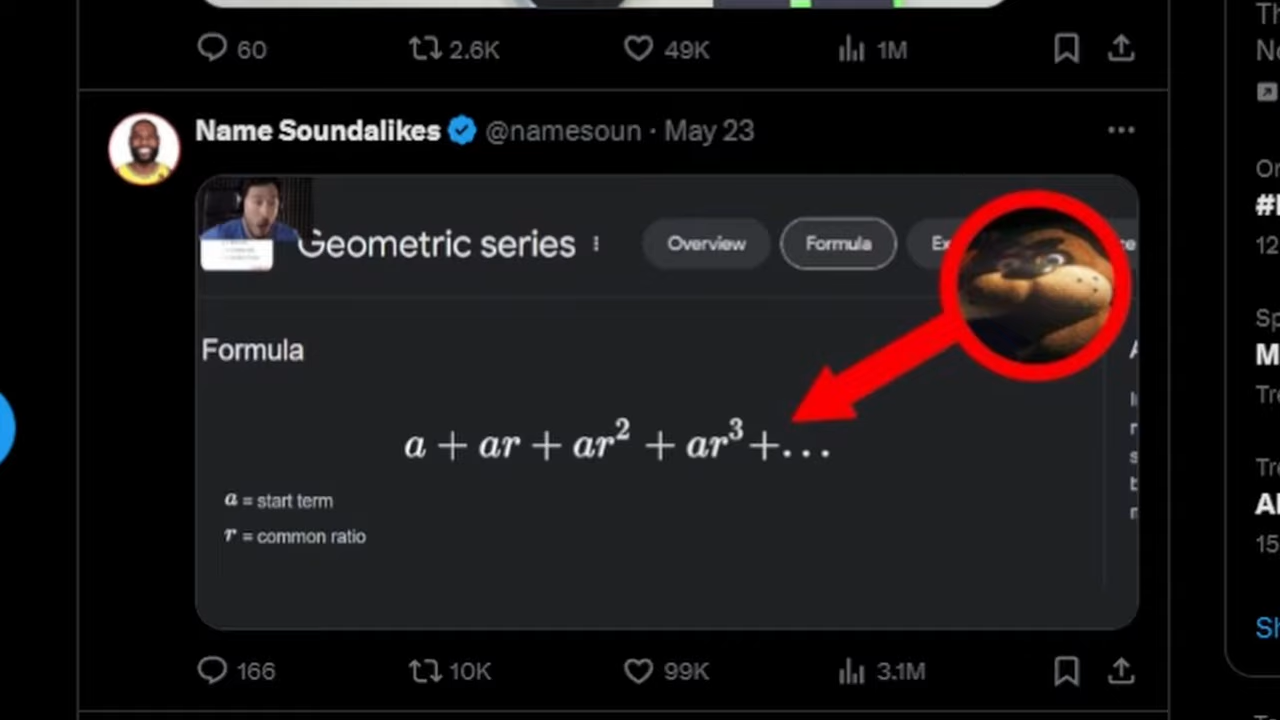 60 2.6K 49K 1M
Name Soundalikes @namesoun · May 23
Geometric series Overview Formula
Formula
a + ar + ar² + ar³ + ...
a = start term
r = common ratio
166 10K 99K 3.1M